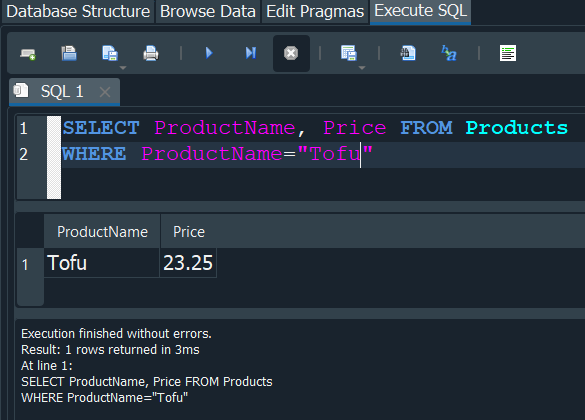 Database Structure Browse Data Edit Pragmas Execute SQL
SQL 1
1 SELECT ProductName, Price FROM Products
2 WHERE ProductName="Tofu"
ProductName Price
1 Tofu 23.25
Execution finished without errors.
Result: 1 rows returned in 3ms
At line 1:
SELECT ProductName, Price FROM Products
WHERE ProductName="Tofu"